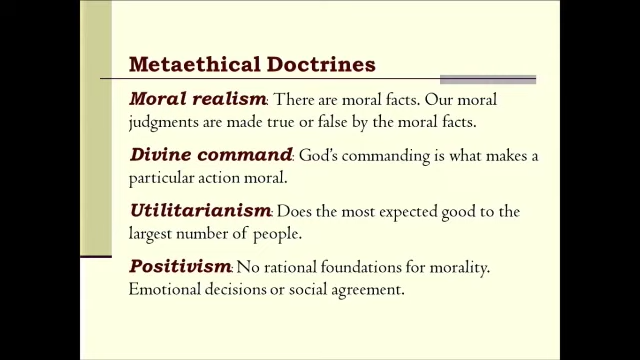 Metaethical Doctrines
Moral realism: There are moral facts. Our moral
judgments are made true or false by the moral facts.
Divine command: God's commanding is what makes a
particular action moral.
Utilitarianism: Does the most expected good to the
largest number of people.
Positivism: No rational foundations for morality.
Emotional decisions or social agreement.